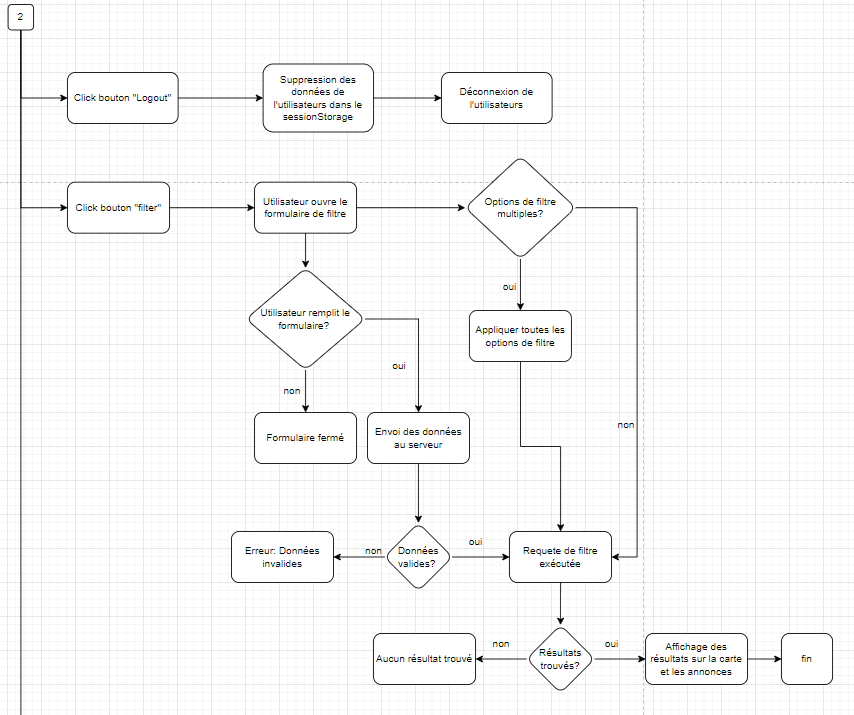 2
Click bouton "Logout"
Suppression des
données de
l'utilisateurs dans le
sessionStorage
Déconnexion de
l'utilisateurs
Click bouton "filter"
Utilisateur ouvre le
formulaire de filtre
Options de filtre
multiples?
oui
Utilisateur remplit le
formulaire?
Appliquer toutes les
options de filtre
oui
non
non
Formulaire fermé
Envoi des données
au serveur
Erreur: Données
invalides
non
Données
valides?
oui
Requete de filtre
exécutée
Aucun résultat trouvé
non
Résultats
trouvés?
oui
Affichage des
résultats sur la carte
et les annonces
fin